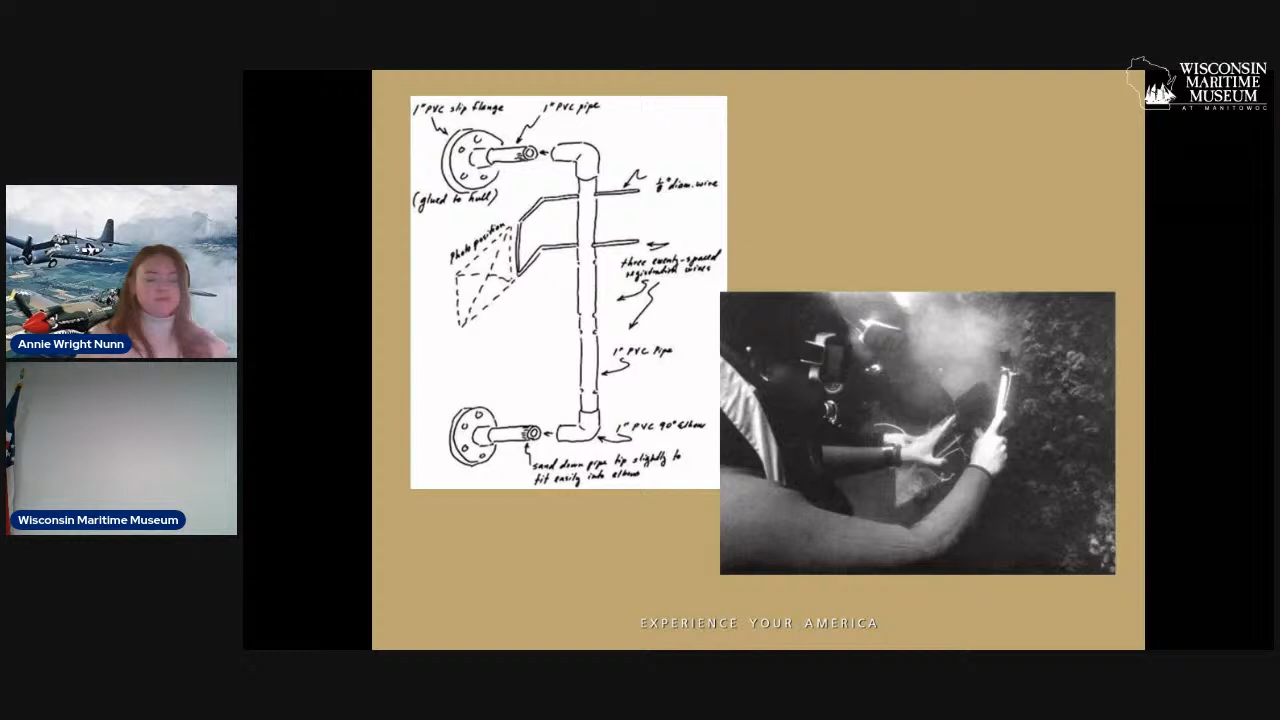 WISCONSIN
MARITIME
MUSEUM
AT MANITOWOC
1" PVC slip flange
1" PVC pipe
(glued to hull)
1/8" diam. wire
Photo position
three evenly-spaced
registration wires
1" PVC Pipe
1" PVC 90° Elbow
sand down pipe tip slightly to
fit easily into elbow
Annie Wright Nunn
Wisconsin Maritime Museum
EXPERIENCE YOUR AMERICA